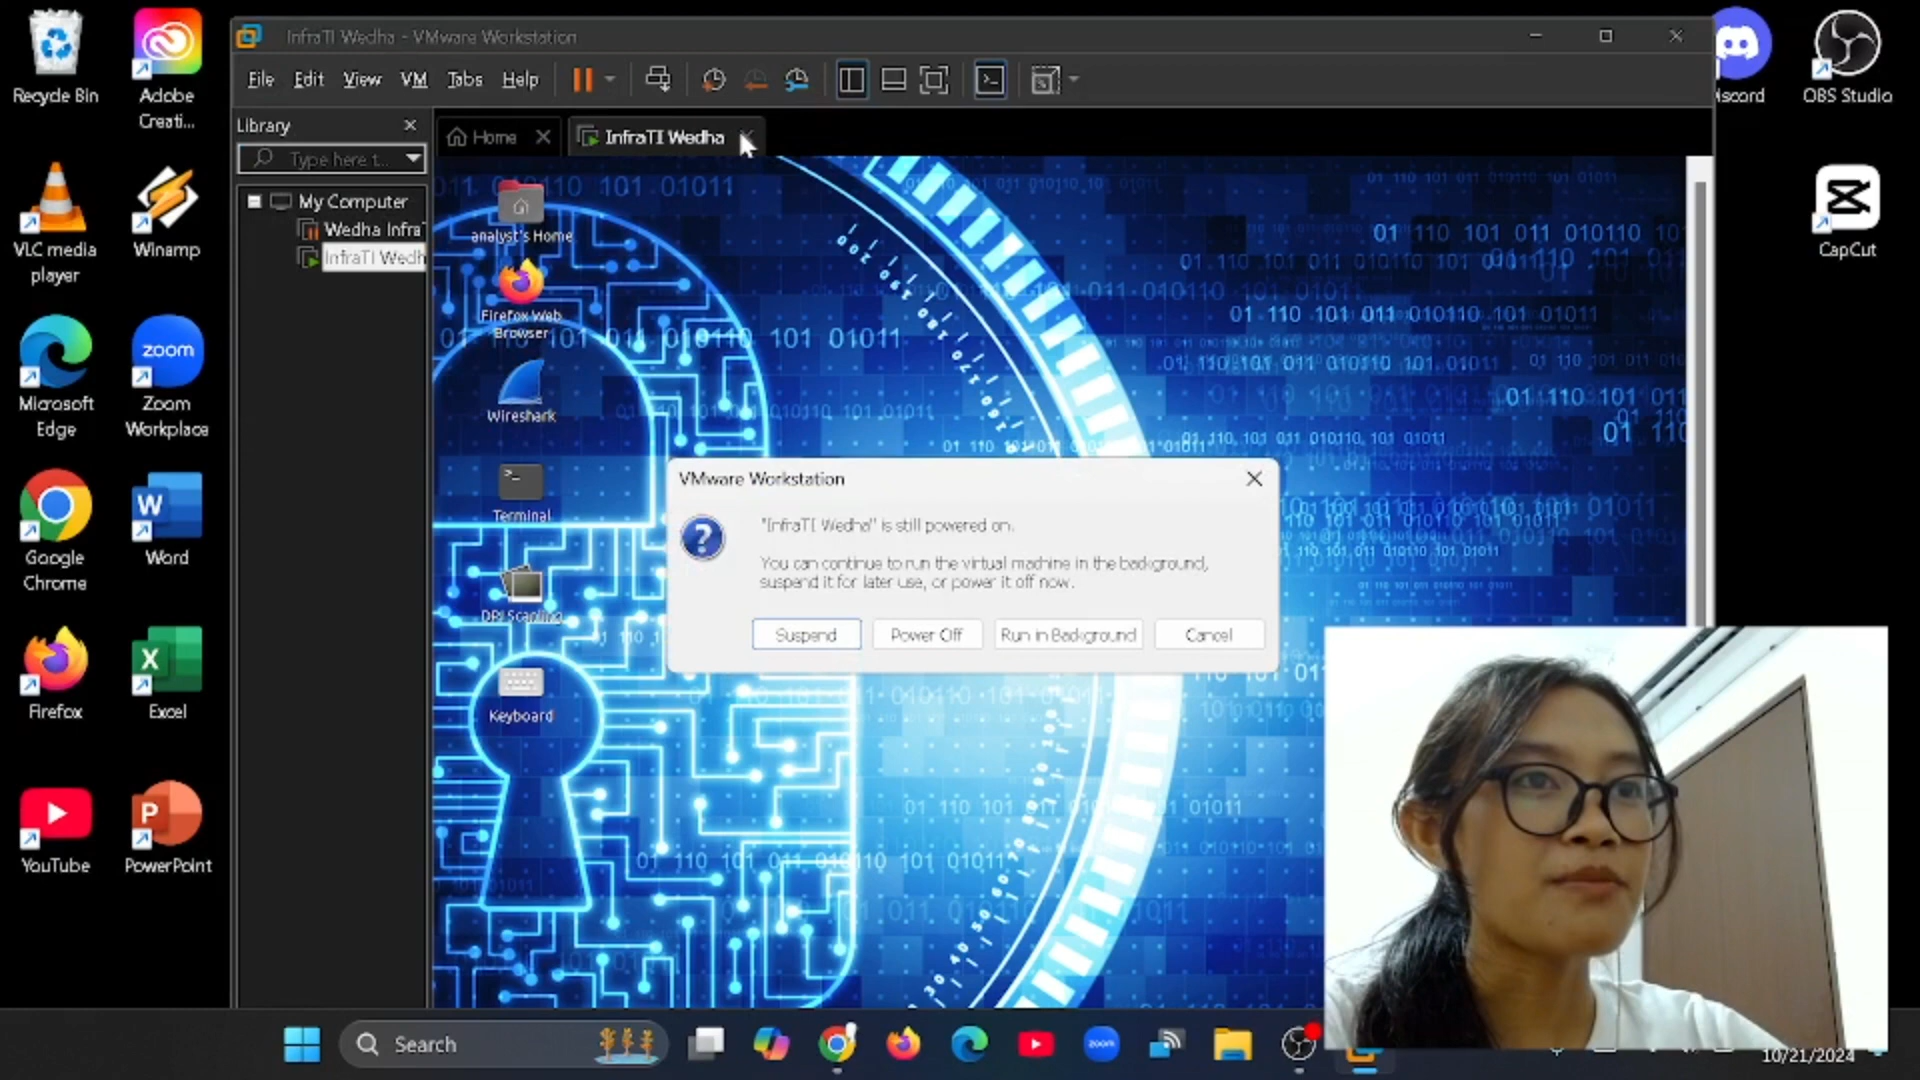 InfraTI Wedha - VMware Workstation
File Edit View VM Tabs Help
Library
Type here t...
My Computer
Wedha Infra
InfraTI Wedh
Home
InfraTI Wedha
Recycle Bin
Adobe
Creati...
VLC media
player
Winamp
Microsoft
Edge
zoom
Zoom
Workplace
Google
Chrome
Word
Firefox
Excel
YouTube
PowerPoint
iscord
OBS Studio
CapCut
analyst's Home
Firefox Web
Browser
Wireshark
Terminal
DPI Scaling
Keyboard
VMware Workstation
"InfraTI Wedha" is still powered on.
You can continue to run the virtual machine in the background,
suspend it for later use, or power it off now.
Suspend
Power Off
Run in Background
Cancel
Search
zoom
10/21/2024